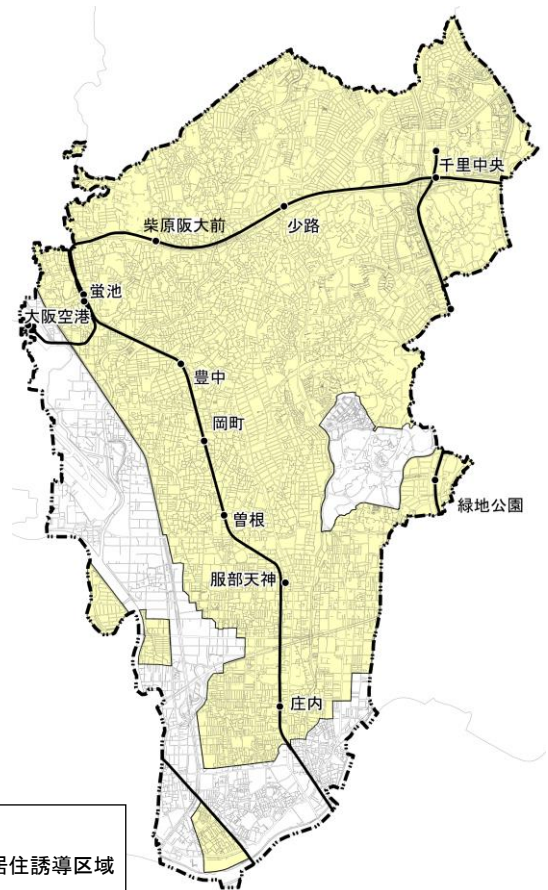 千里中央
柴原阪大前
少路
蛍池
大阪空港
豊中
岡町
緑地公園
曽根
服部天神
庄内
居住誘導区域